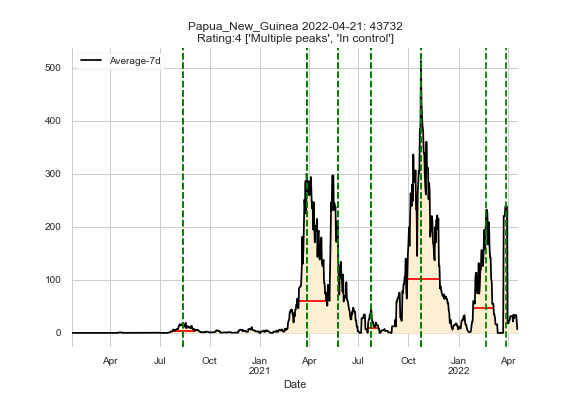 Papua_New_Guinea 2022-04-21: 43732
Rating:4 ['Multiple peaks', 'In control']
Average-7d
500
400
300
200
100
0
Apr Jul Oct Jan Apr Jul Oct Jan Apr
2021 2022
Date